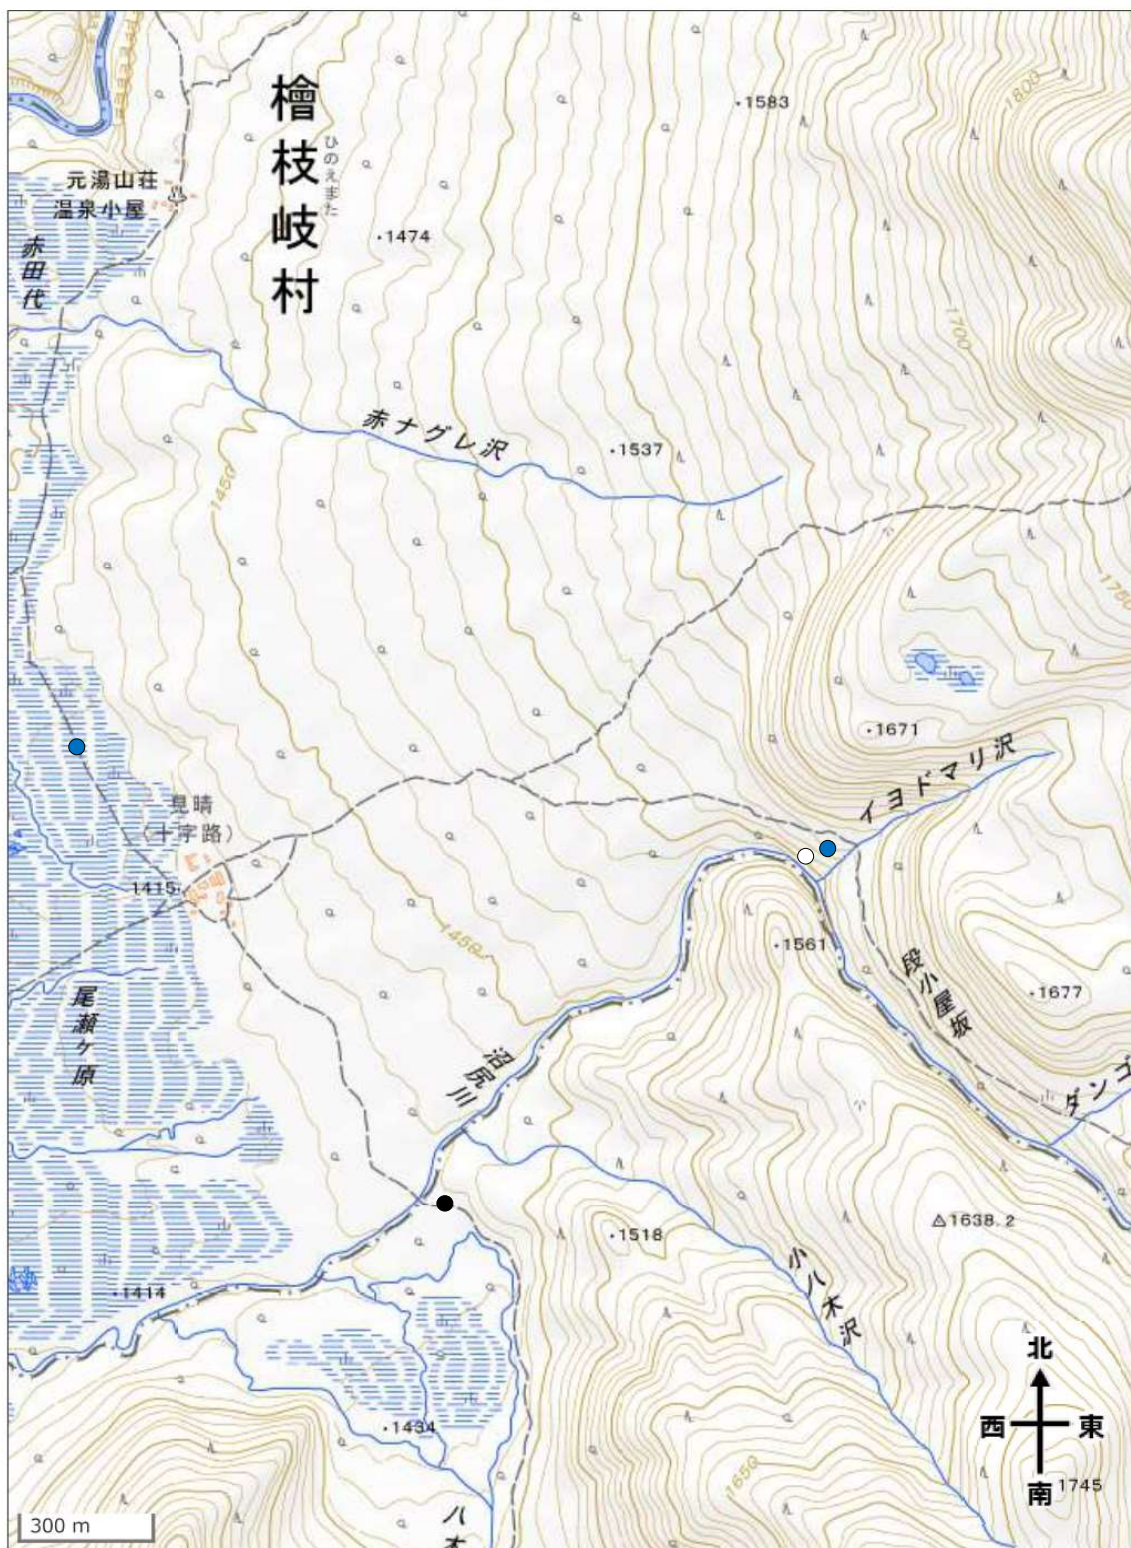 檜枝岐村
ひのえまた
・1583
1800
元湯山荘
温泉小屋
赤田代
・1474
1700
赤ナグレ沢
・1537
1450
1750
・1671
イヨドマリ沢
見晴
（十字路）
1415・
1450
・1561
段小屋坂
・1677
尾瀬ヶ原
沼尻川
ダンゴ
・1518
1638.2
・1414
小八木沢
・1434
1650
八木
北
西
東
南
1745
300 m